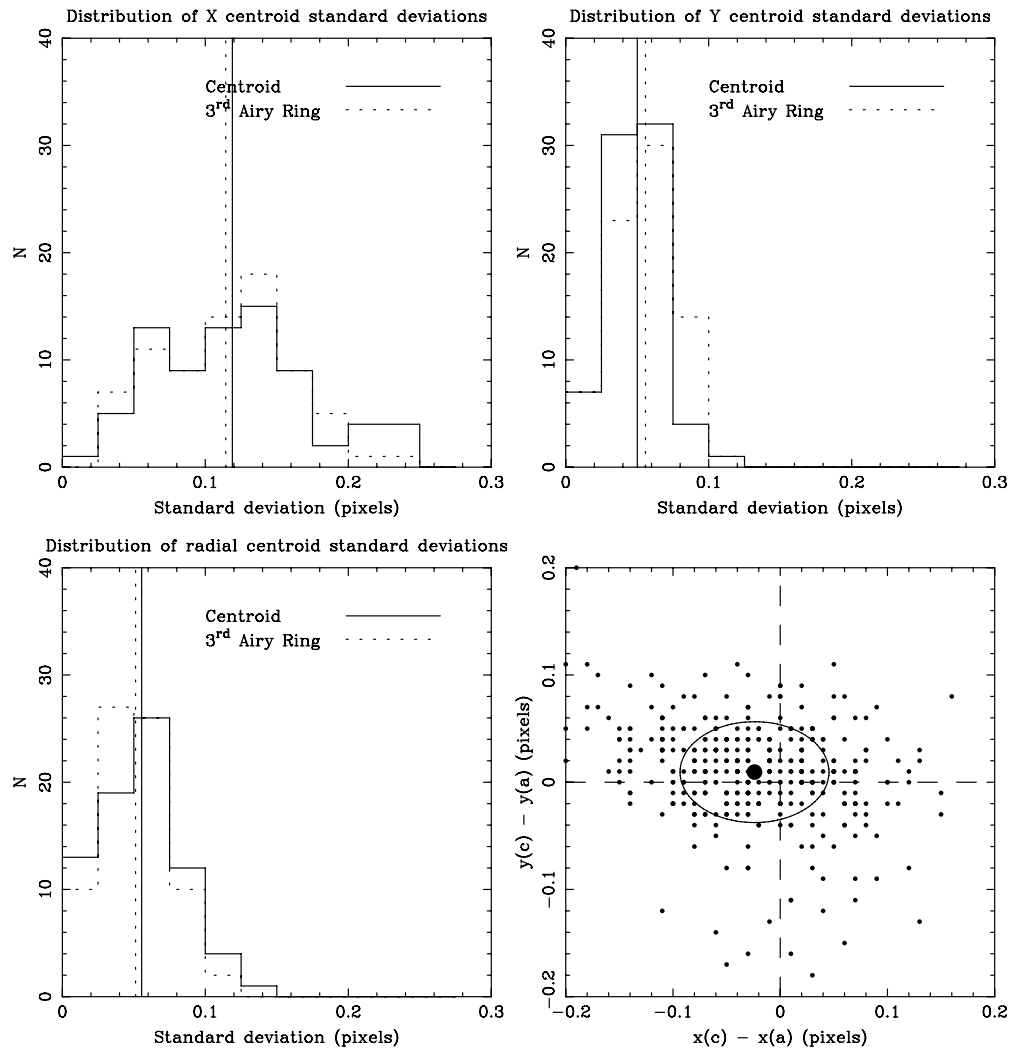 Distribution of X centroid standard deviations
40
30
20
10
0
N
Centroid
3rd Airy Ring
0 0.1 0.2 0.3
Standard deviation (pixels)
Distribution of Y centroid standard deviations
40
30
20
10
0
N
Centroid
3rd Airy Ring
0 0.1 0.2 0.3
Standard deviation (pixels)
Distribution of radial centroid standard deviations
40
30
20
10
0
N
Centroid
3rd Airy Ring
0 0.1 0.2 0.3
Standard deviation (pixels)
0.2
0.1
0
−0.1
−0.2
y(c) − y(a) (pixels)
−0.2 −0.1 0 0.1 0.2
x(c) − x(a) (pixels)